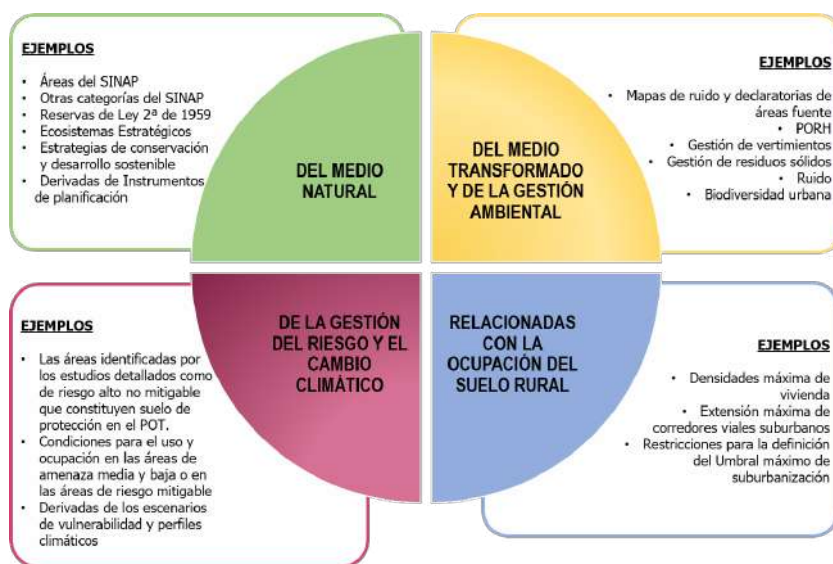 EJEMPLOS
• Áreas del SINAP
• Otras categorías del SINAP
• Reservas de Ley 2ª de 1959
• Ecosistemas Estratégicos
• Estrategias de conservación
y desarrollo sostenible
• Derivadas de Instrumentos
de planificación
DEL MEDIO
NATURAL
DEL MEDIO
TRANSFORMADO
Y DE LA GESTIÓN
AMBIENTAL
EJEMPLOS
• Mapas de ruido y declaratorias de
áreas fuente
• PORH
• Gestión de vertimientos
• Gestión de residuos sólidos
• Ruido
• Biodiversidad urbana
EJEMPLOS
• Las áreas identificadas por
los estudios detallados como
de riesgo alto no mitigable
que constituyen suelo de
protección en el POT.
• Condiciones para el uso y
ocupación en las áreas de
amenaza media y baja o en
las áreas de riesgo mitigable
• Derivadas de los escenarios
de vulnerabilidad y perfiles
climáticos
DE LA GESTIÓN
DEL RIESGO Y EL
CAMBIO
CLIMÁTICO
RELACIONADAS
CON LA
OCUPACIÓN DEL
SUELO RURAL
EJEMPLOS
• Densidades máxima de
vivienda
• Extensión máxima de
corredores viales suburbanos
• Restricciones para la definición
del Umbral máximo de
suburbanización